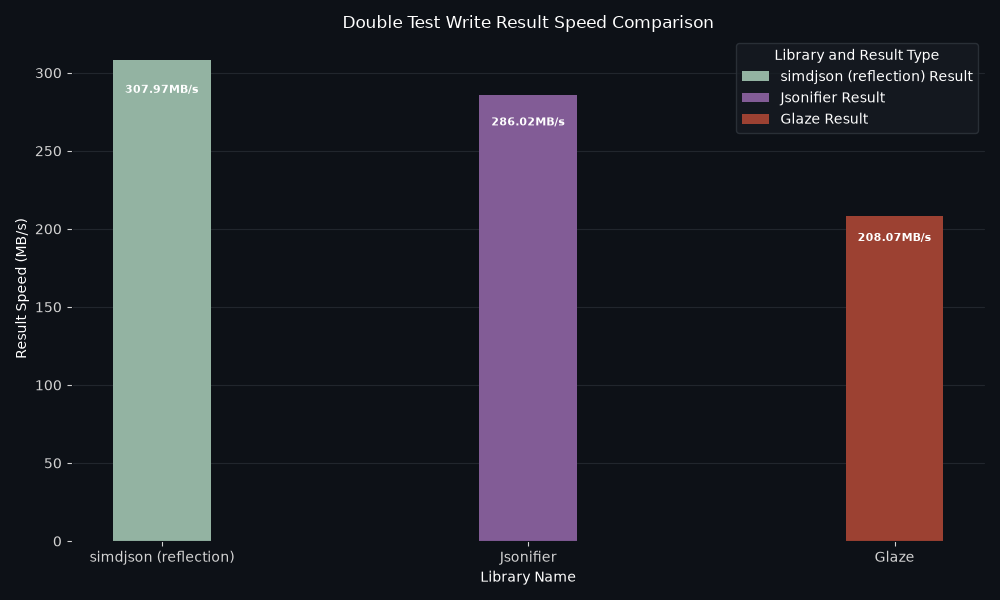 Double Test Write Result Speed Comparison
Library and Result Type
simdjson (reflection) Result
Jsonifier Result
Glaze Result
Result Speed (MB/s)
300
250
200
150
100
50
0
307.97MB/s
286.02MB/s
208.07MB/s
simdjson (reflection)
Jsonifier
Glaze
Library Name